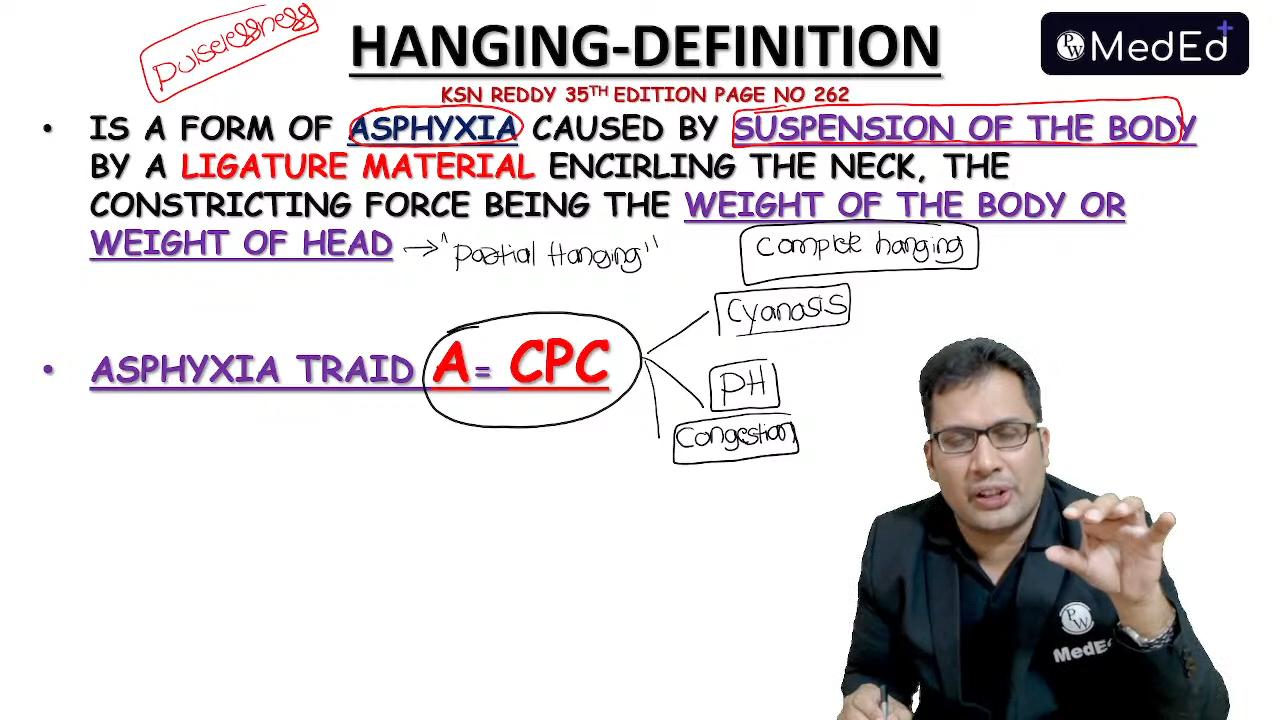 pulselessness
HANGING-DEFINITION
PW MedEd+
KSN REDDY 35TH EDITION PAGE NO 262
• IS A FORM OF ASPHYXIA CAUSED BY SUSPENSION OF THE BODY
BY A LIGATURE MATERIAL ENCIRLING THE NECK, THE
CONSTRICTING FORCE BEING THE WEIGHT OF THE BODY OR
WEIGHT OF HEAD → "Partial Hanging"
Complete hanging
Cyanosis
• ASPHYXIA TRAID A= CPC
PH
Congestion
PW
MedEd